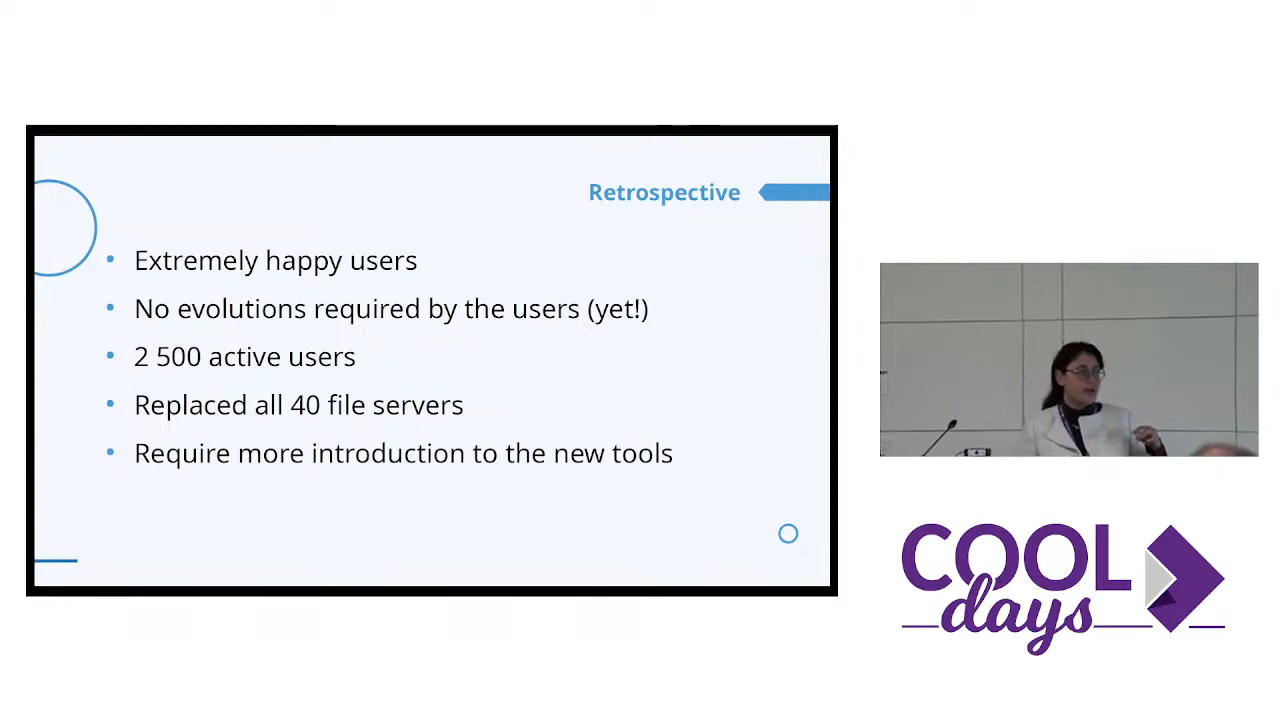 Retrospective
Extremely happy users
No evolutions required by the users (yet!)
2 500 active users
Replaced all 40 file servers
Require more introduction to the new tools
COOL
days